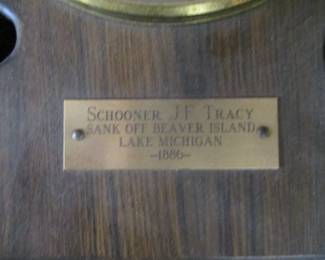 SCHOONER J.F. TRACY
SANK OFF BEAVER ISLAND,
LAKE MICHIGAN
-1886-